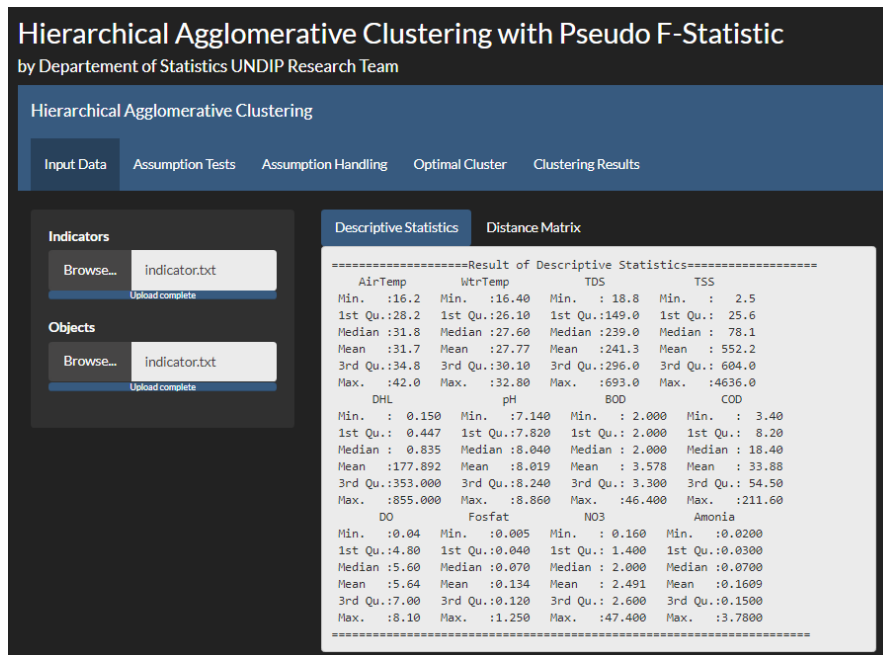 Hierarchical Agglomerative Clustering with Pseudo F-Statistic
by Departement of Statistics UNDIP Research Team
Hierarchical Agglomerative Clustering
Input Data Assumption Tests Assumption Handling Optimal Cluster Clustering Results
Indicators
Browse... indicator.txt
Upload complete
Objects
Browse... indicator.txt
Upload complete
Descriptive Statistics Distance Matrix
====================Result of Descriptive Statistics===================
AirTemp WtrTemp TDS TSS
Min. :16.2 Min. :16.40 Min. : 18.8 Min. : 2.5
1st Qu.:28.2 1st Qu.:26.10 1st Qu.:149.0 1st Qu.: 25.6
Median :31.8 Median :27.60 Median :239.0 Median : 78.1
Mean :31.7 Mean :27.77 Mean :241.3 Mean : 552.2
3rd Qu.:34.8 3rd Qu.:30.10 3rd Qu.:296.0 3rd Qu.: 604.0
Max. :42.0 Max. :32.80 Max. :693.0 Max. :4636.0
DHL pH BOD COD
Min. : 0.150 Min. :7.140 Min. : 2.000 Min. : 3.40
1st Qu.: 0.447 1st Qu.:7.820 1st Qu.: 2.000 1st Qu.: 8.20
Median : 0.835 Median :8.040 Median : 2.000 Median : 18.40
Mean :177.892 Mean :8.019 Mean : 3.578 Mean : 33.88
3rd Qu.:353.000 3rd Qu.:8.240 3rd Qu.: 3.300 3rd Qu.: 54.50
Max. :855.000 Max. :8.860 Max. :46.400 Max. :211.60
DO Fosfat NO3 Amonia
Min. :0.04 Min. :0.005 Min. : 0.160 Min. :0.0200
1st Qu.:4.80 1st Qu.:0.040 1st Qu.: 1.400 1st Qu.:0.0300
Median :5.60 Median :0.070 Median : 2.000 Median :0.0700
Mean :5.64 Mean :0.134 Mean : 2.491 Mean :0.1609
3rd Qu.:7.00 3rd Qu.:0.120 3rd Qu.: 2.600 3rd Qu.:0.1500
Max. :8.10 Max. :1.250 Max. :47.400 Max. :3.7800
======================================================================